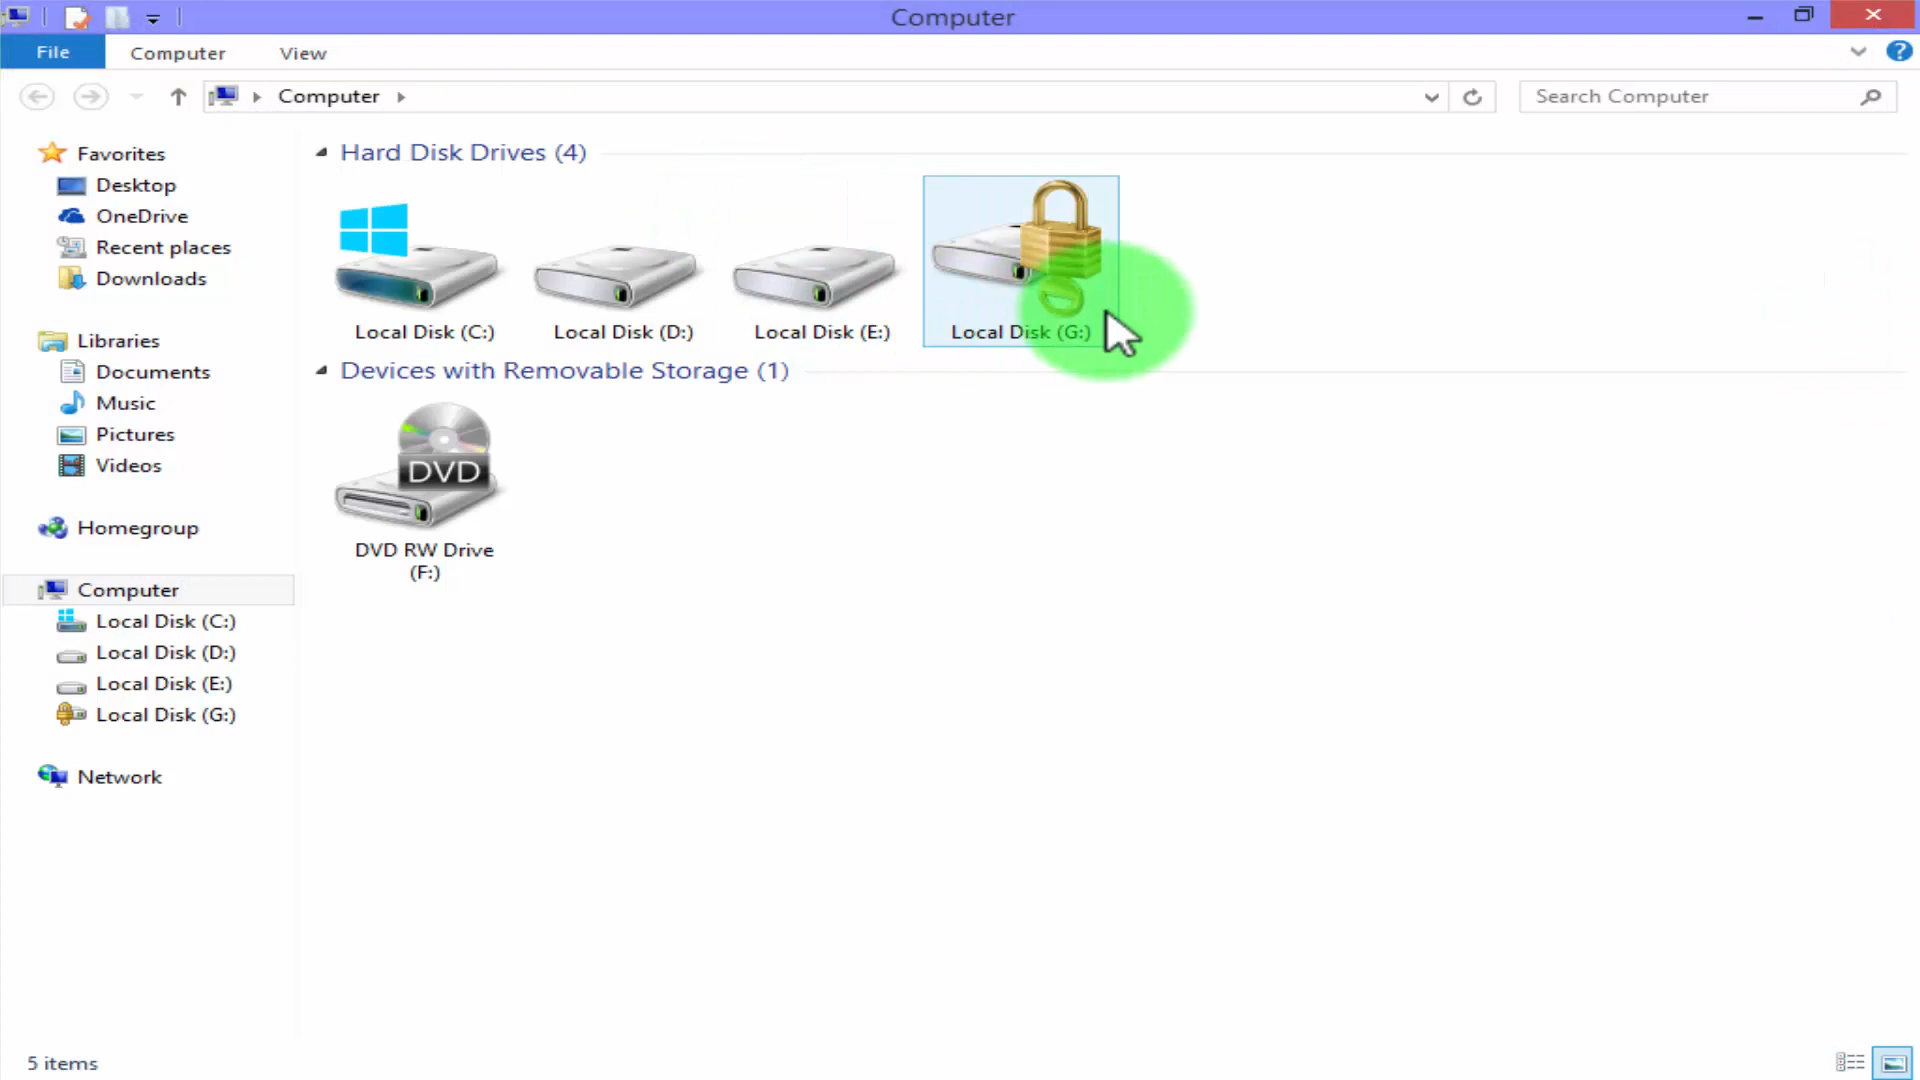 Computer
File
Computer
View
Computer
Search Computer
Favorites
Desktop
OneDrive
Recent places
Downloads
Libraries
Documents
Music
Pictures
Videos
Homegroup
Computer
Local Disk (C:)
Local Disk (D:)
Local Disk (E:)
Local Disk (G:)
Network
Hard Disk Drives (4)
Local Disk (C:)
Local Disk (D:)
Local Disk (E:)
Local Disk (G:)
Devices with Removable Storage (1)
DVD
DVD RW Drive
(F:)
5 items